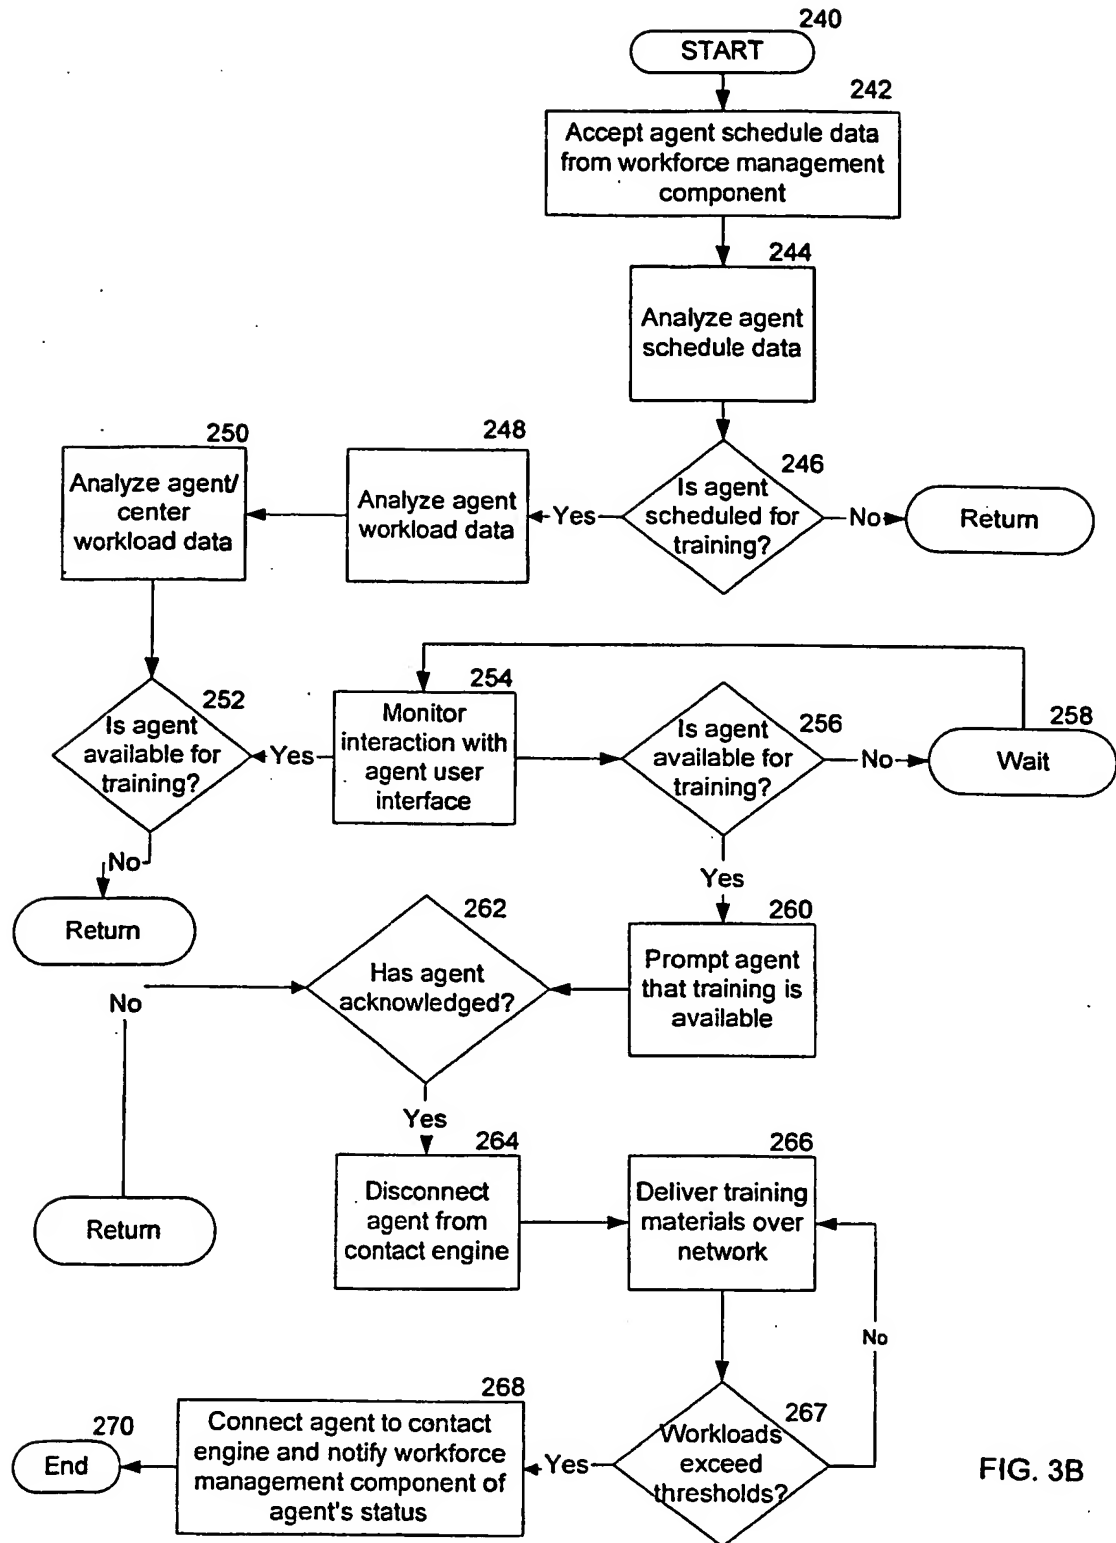 240
START
242
Accept agent schedule data
from workforce management
component
244
Analyze agent
schedule data
246
Is agent
scheduled for
training?
No
Return
Yes
248
Analyze agent
workload data
250
Analyze agent/
center
workload data
252
Is agent
available for
training?
Yes
No
Return
254
Monitor
interaction with
agent user
interface
256
Is agent
available for
training?
No
258
Wait
Yes
260
Prompt agent
that training is
available
262
Has agent
acknowledged?
No
Return
Yes
264
Disconnect
agent from
contact engine
266
Deliver training
materials over
network
No
267
Workloads
exceed
thresholds?
Yes
268
Connect agent to contact
engine and notify workforce
management component of
agent's status
270
End
FIG. 3B